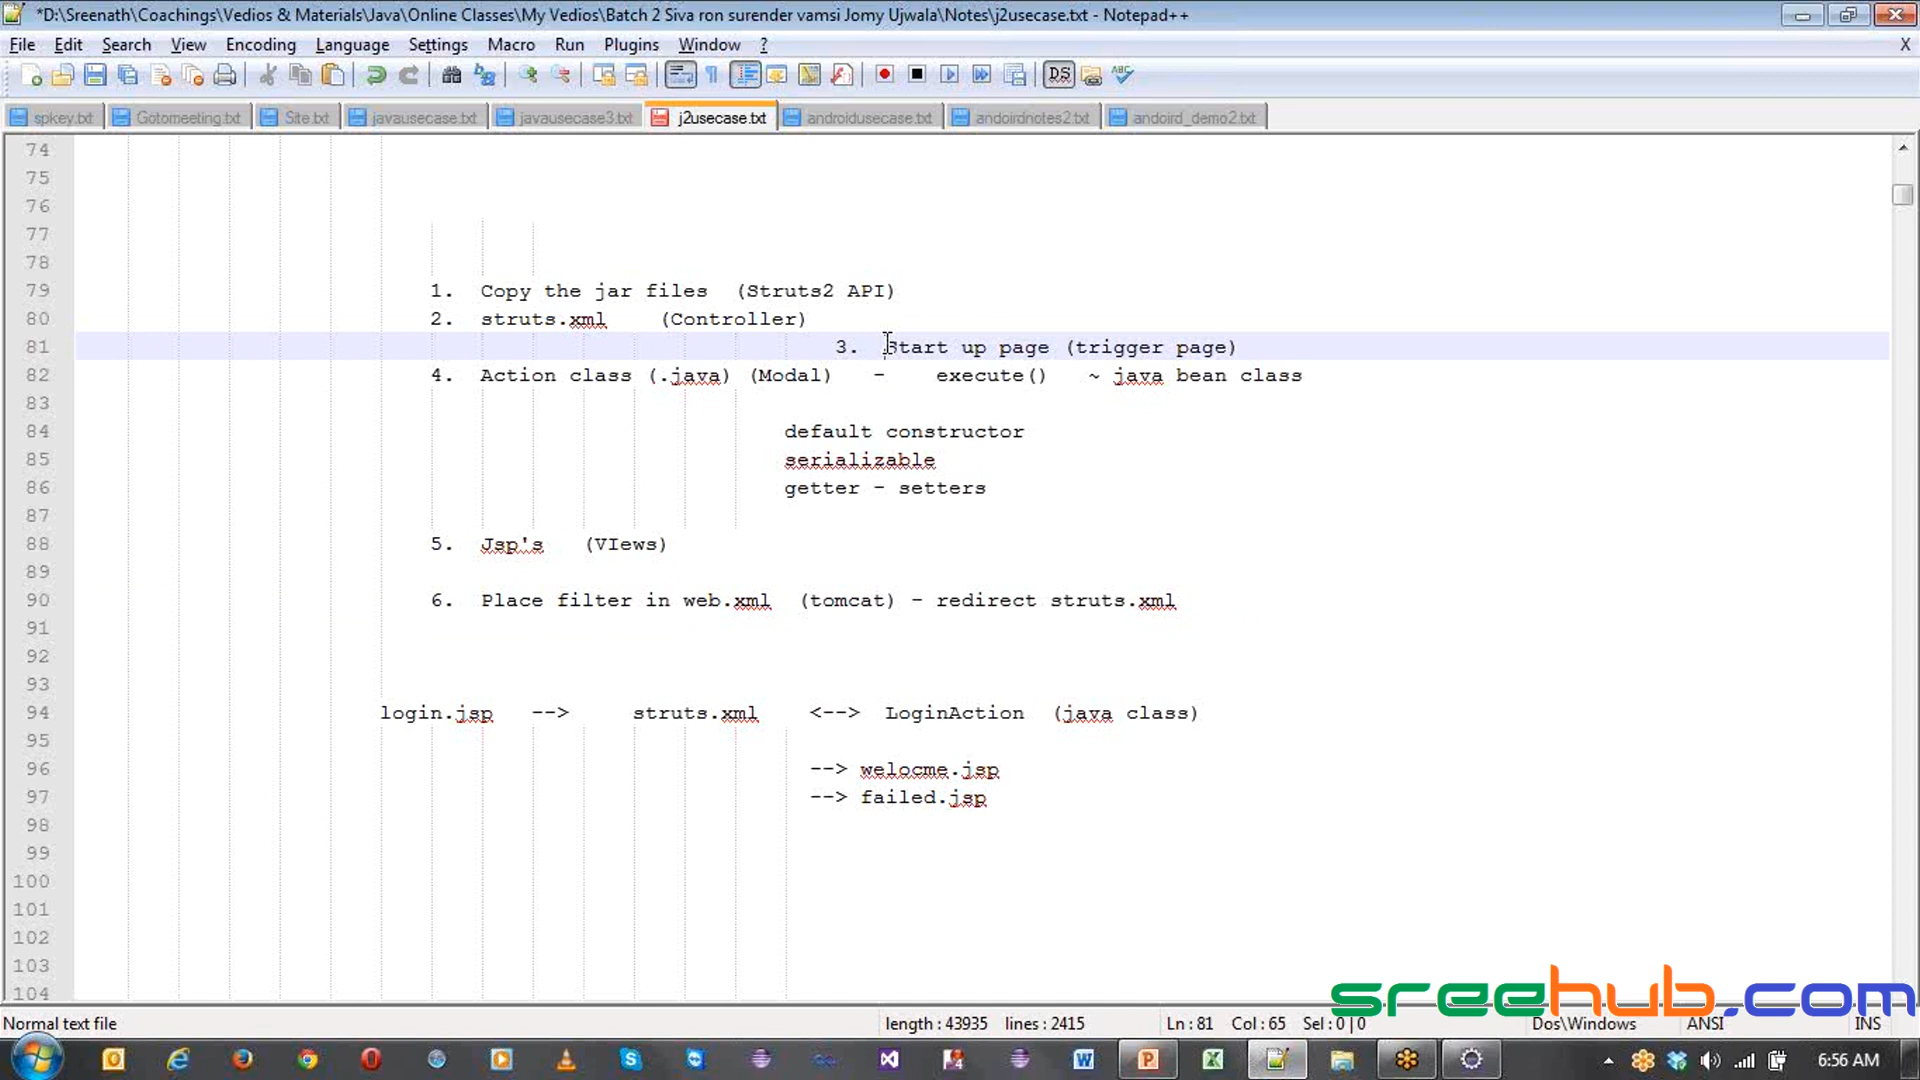 *D:\Sreenath\Coachings\Vedios & Materials\Java\Online Classes\My Vedios\Batch 2 Siva ron surender vamsi Jomy Ujwala\Notes\j2usecase.txt - Notepad++
File Edit Search View Encoding Language Settings Macro Run Plugins Window ? X
spkey.txt Gotomeeting.txt Site.txt javausecase.txt javausecase3.txt j2usecase.txt androidusecase.txt andoirdnotes2.txt andoird_demo2.txt
74
75
76
77
78
79 1. Copy the jar files (Struts2 API)
80 2. struts.xml (Controller)
81 3. Start up page (trigger page)
82 4. Action class (.java) (Modal) - execute() ~ java bean class
83
84 default constructor
85 serializable
86 getter - setters
87
88 5. Jsp's (VIews)
89
90 6. Place filter in web.xml (tomcat) - redirect struts.xml
91
92
93
94 login.jsp --> struts.xml <--> LoginAction (java class)
95
96 --> welocme.jsp
97 --> failed.jsp
98
99
100
101
102
103
104
sreehub.com
Normal text file length : 43935 lines : 2415 Ln : 81 Col : 65 Sel : 0 | 0 Dos\Windows ANSI INS
6:56 AM